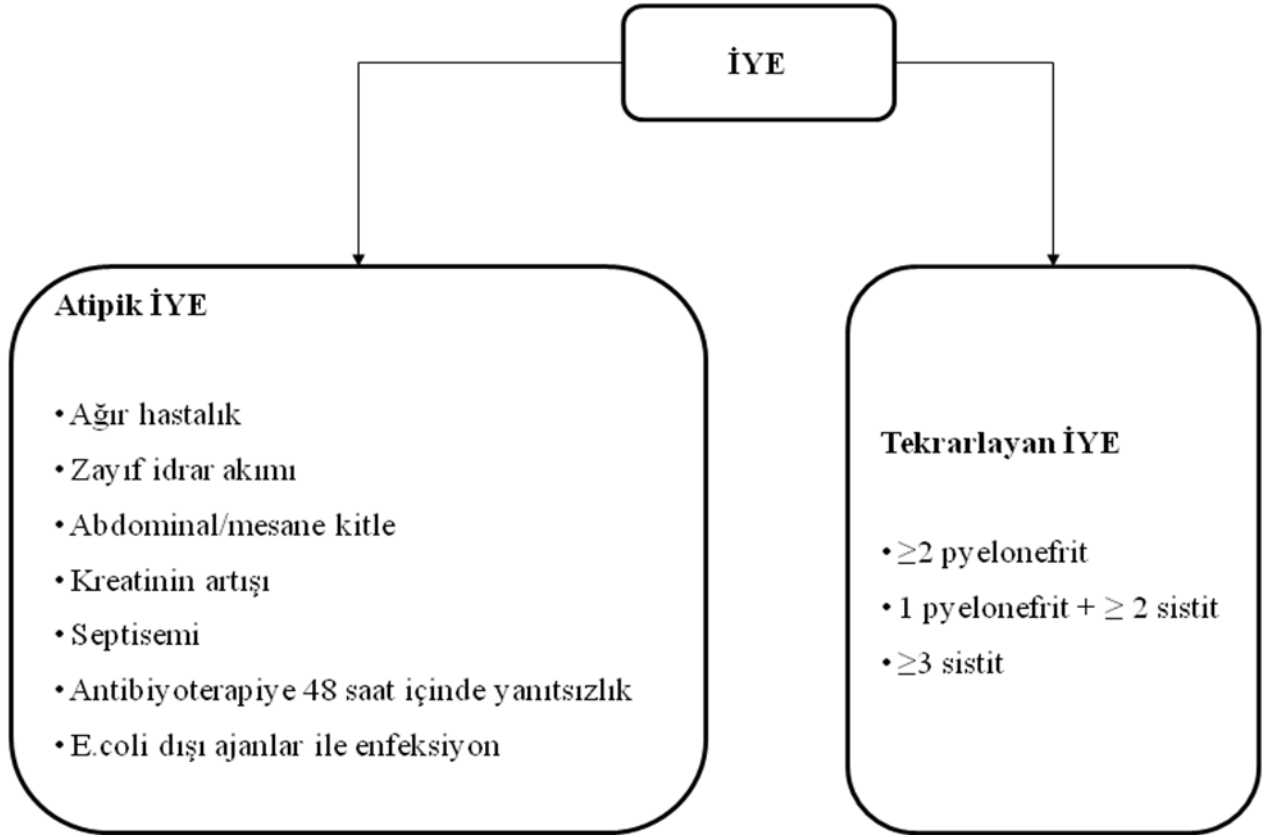 İYE
Atipik İYE
• Ağır hastalık
• Zayıf idrar akımı
• Abdominal/mesane kitle
• Kreatinin artışı
• Septisemi
• Antibiyoterapiye 48 saat içinde yanıtsızlık
• E.coli dışı ajanlar ile enfeksiyon
Tekrarlayan İYE
• ≥2 pyelonefrit
• 1 pyelonefrit + ≥ 2 sistit
• ≥3 sistit